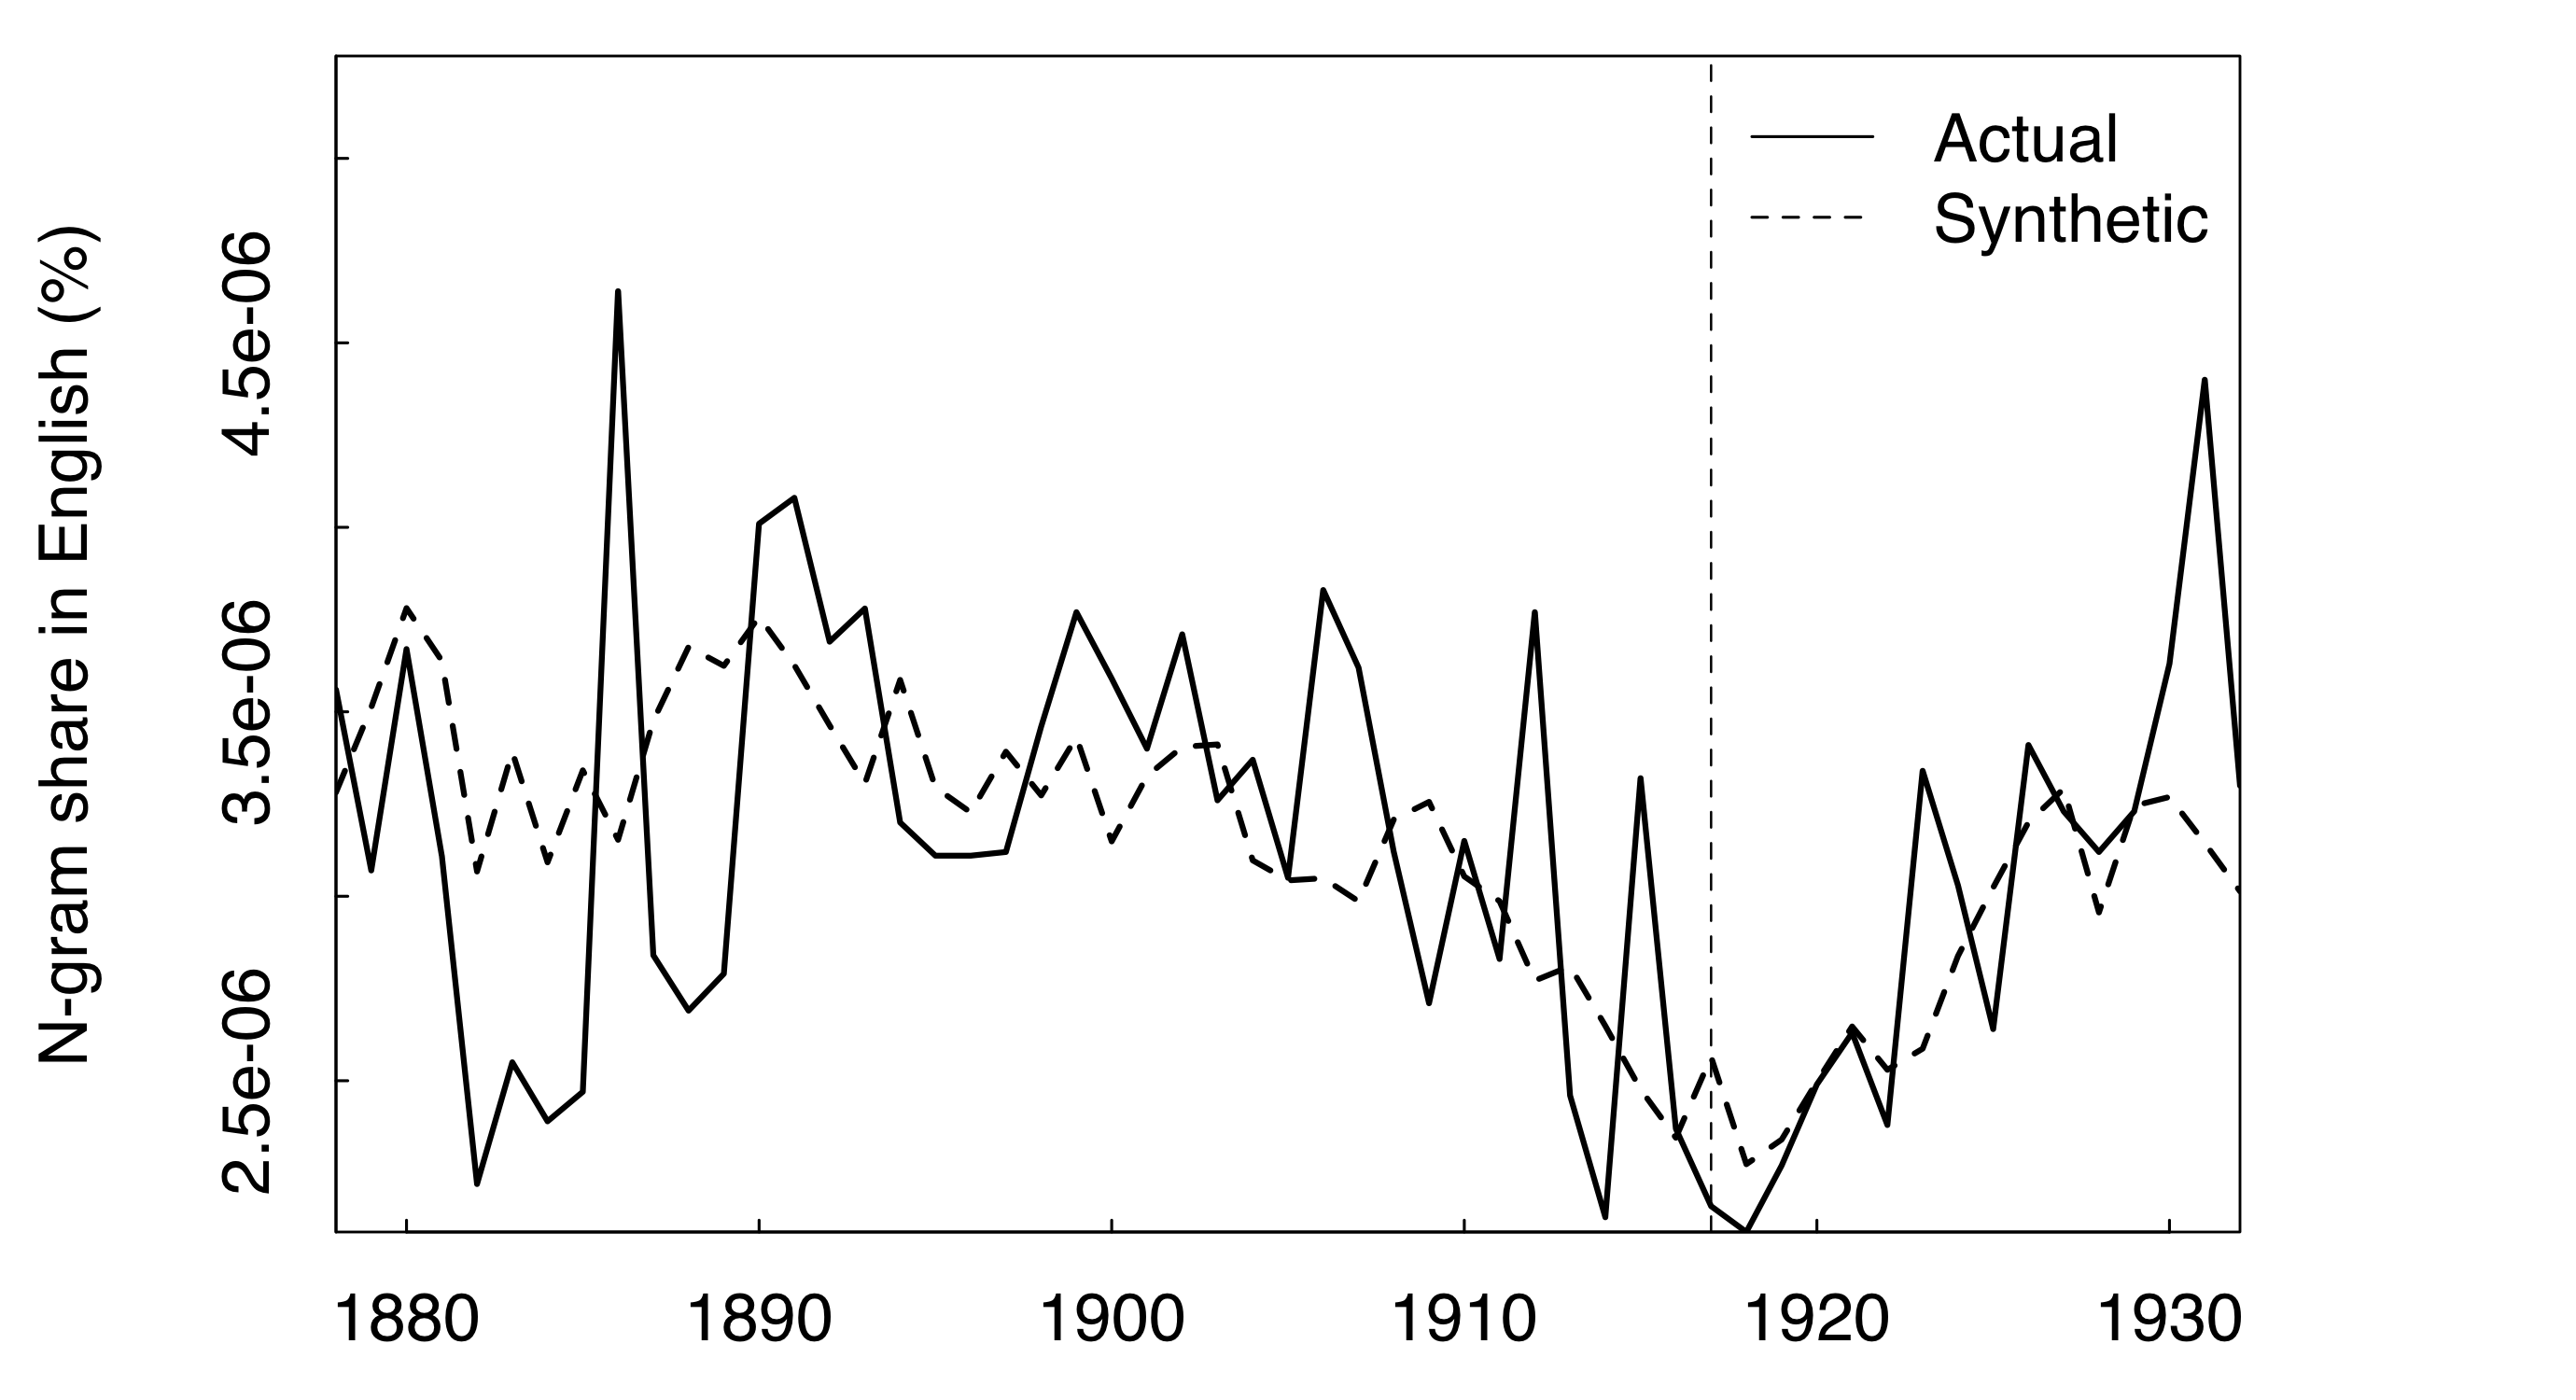 N-gram share in English (%)
4.5e-06
3.5e-06
2.5e-06
Actual
Synthetic
1880 1890 1900 1910 1920 1930